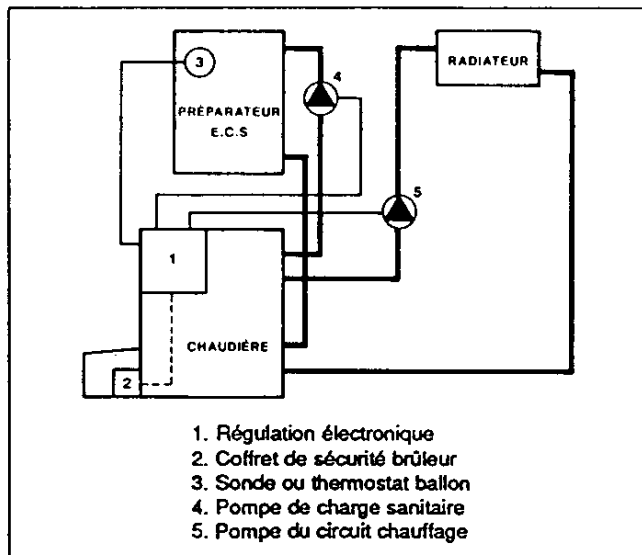 3
4
RADIATEUR
PRÉPARATEUR
E.C.S
5
1
CHAUDIÈRE
2
1. Régulation électronique
2. Coffret de sécurité brûleur
3. Sonde ou thermostat ballon
4. Pompe de charge sanitaire
5. Pompe du circuit chauffage